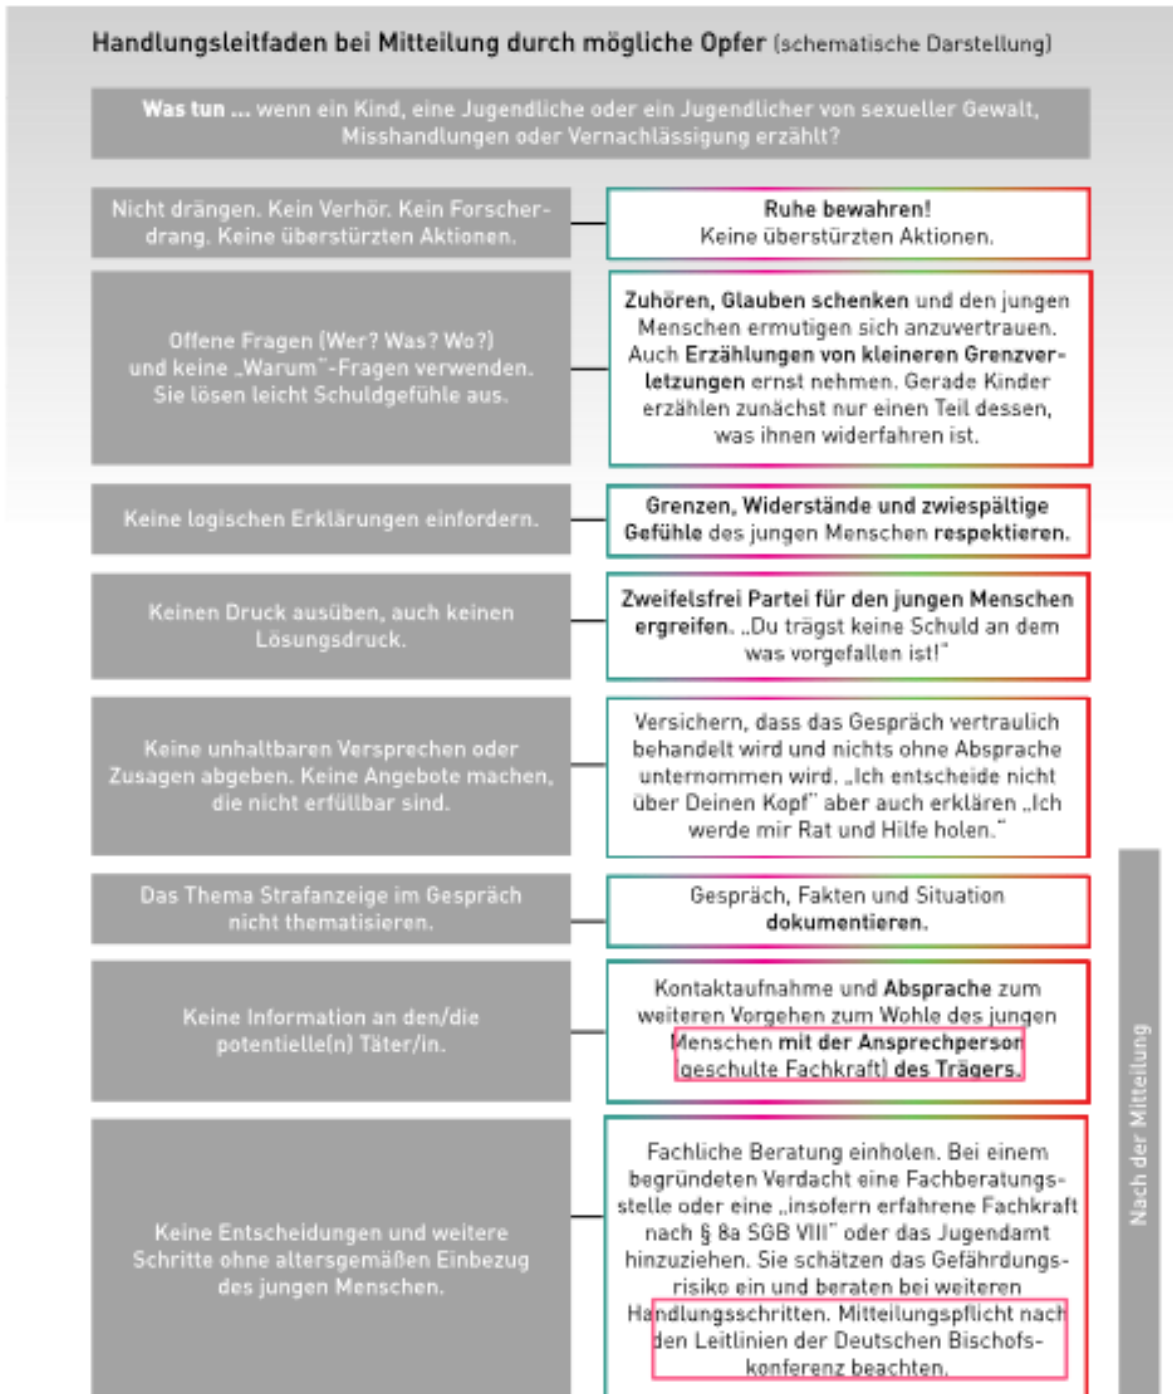 Handlungsleitfaden bei Mitteilung durch mögliche Opfer (schematische Darstellung)
Was tun ... wenn ein Kind, eine Jugendliche oder ein Jugendlicher von sexueller Gewalt,
Misshandlungen oder Vernachlässigung erzählt?
Nicht drängen. Kein Verhör. Kein Forscher-
drang. Keine überstürzten Aktionen.
Ruhe bewahren!
Keine überstürzten Aktionen.
Offene Fragen (Wer? Was? Wo?)
und keine „Warum"-Fragen verwenden.
Sie lösen leicht Schuldgefühle aus.
Zuhören, Glauben schenken und den jungen
Menschen ermutigen sich anzuvertrauen.
Auch Erzählungen von kleineren Grenzver-
letzungen ernst nehmen. Gerade Kinder
erzählen zunächst nur einen Teil dessen,
was ihnen widerfahren ist.
Keine logischen Erklärungen einfordern.
Grenzen, Widerstände und zwiespältige
Gefühle des jungen Menschen respektieren.
Keinen Druck ausüben, auch keinen
Lösungsdruck.
Zweifelsfrei Partei für den jungen Menschen
ergreifen. „Du trägst keine Schuld an dem
was vorgefallen ist!"
Keine unhaltbaren Versprechen oder
Zusagen abgeben. Keine Angebote machen,
die nicht erfüllbar sind.
Versichern, dass das Gespräch vertraulich
behandelt wird und nichts ohne Absprache
unternommen wird. „Ich entscheide nicht
über Deinen Kopf" aber auch erklären „Ich
werde mir Rat und Hilfe holen."
Das Thema Strafanzeige im Gespräch
nicht thematisieren.
Gespräch, Fakten und Situation
dokumentieren.
Keine Information an den/die
potentielle(n) Täter/in.
Kontaktaufnahme und Absprache zum
weiteren Vorgehen zum Wohle des jungen
Menschen mit der Ansprechperson
(geschulte Fachkraft) des Trägers.
Keine Entscheidungen und weitere
Schritte ohne altersgemäßen Einbezug
des jungen Menschen.
Fachliche Beratung einholen. Bei einem
begründeten Verdacht eine Fachberatungs-
stelle oder eine „insofern erfahrene Fachkraft
nach § 8a SGB VIII" oder das Jugendamt
hinzuziehen. Sie schätzen das Gefährdungs-
risiko ein und beraten bei weiteren
Handlungsschritten. Mitteilungspflicht nach
den Leitlinien der Deutschen Bischofs-
konferenz beachten.
Nach der Mitteilung